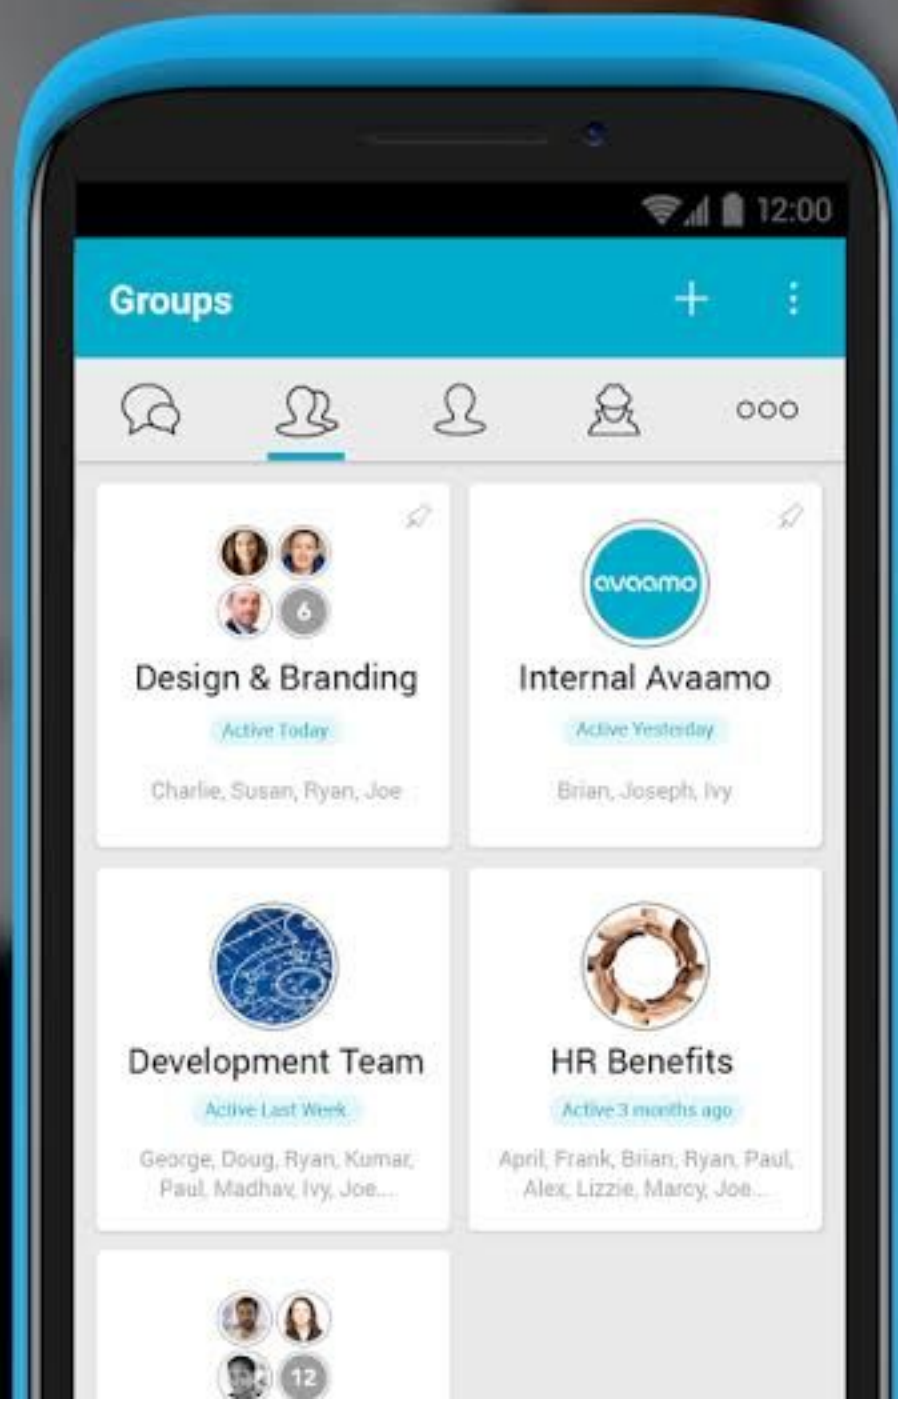 12:00
Groups
6
Design & Branding
Active Today
Charlie, Susan, Ryan, Joe
avaamo
Internal Avaamo
Active Yesterday
Brian, Joseph, Ivy
Development Team
Active Last Week
George, Doug, Ryan, Kumar,
Paul, Madhav, Ivy, Joe...
HR Benefits
Active 3 months ago
April, Frank, Brian, Ryan, Paul,
Alex, Lizzie, Marcy, Joe...
12